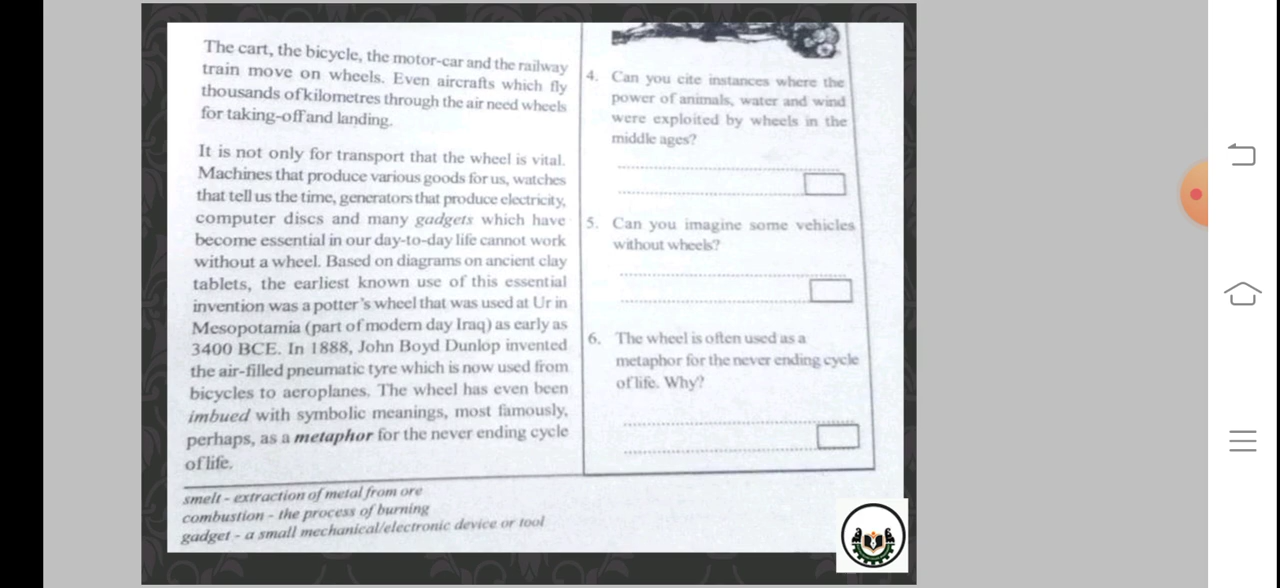 The cart, the bicycle, the motor-car and the railway
train move on wheels. Even aircrafts which fly
thousands of kilometres through the air need wheels
for taking-off and landing.
It is not only for transport that the wheel is vital.
Machines that produce various goods for us, watches
that tell us the time, generators that produce electricity,
computer discs and many gadgets which have
become essential in our day-to-day life cannot work
without a wheel. Based on diagrams on ancient clay
tablets, the earliest known use of this essential
invention was a potter's wheel that was used at Ur in
Mesopotamia (part of modern day Iraq) as early as
3400 BCE. In 1888, John Boyd Dunlop invented
the air-filled pneumatic tyre which is now used from
bicycles to aeroplanes. The wheel has even been
imbued with symbolic meanings, most famously,
perhaps, as a metaphor for the never ending cycle
of life.
smelt - extraction of metal from ore
combustion - the process of burning
gadget - a small mechanical/electronic device or tool
4. Can you cite instances where the
power of animals, water and wind
were exploited by wheels in the
middle ages?
5. Can you imagine some vehicles
without wheels?
6. The wheel is often used as a
metaphor for the never ending cycle
of life. Why?